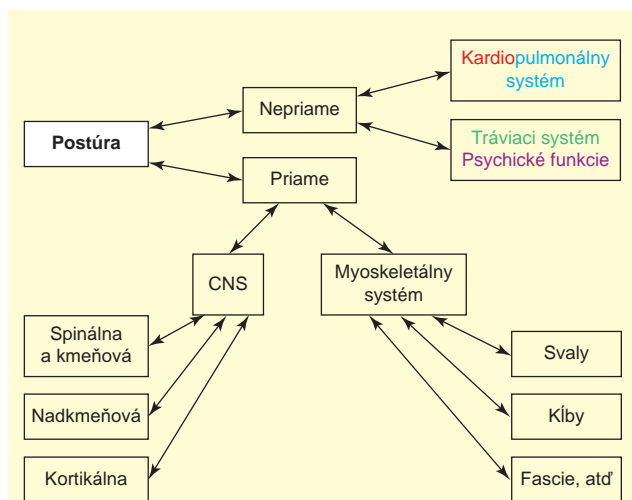 Kardiopulmonálny
systém
Nepriame
Postúra
Tráviaci systém
Psychické funkcie
Priame
CNS
Myoskeletálny
systém
Spinálna
a kmeňová
Svaly
Nadkmeňová
Kĺby
Kortikálna
Fascie, atď